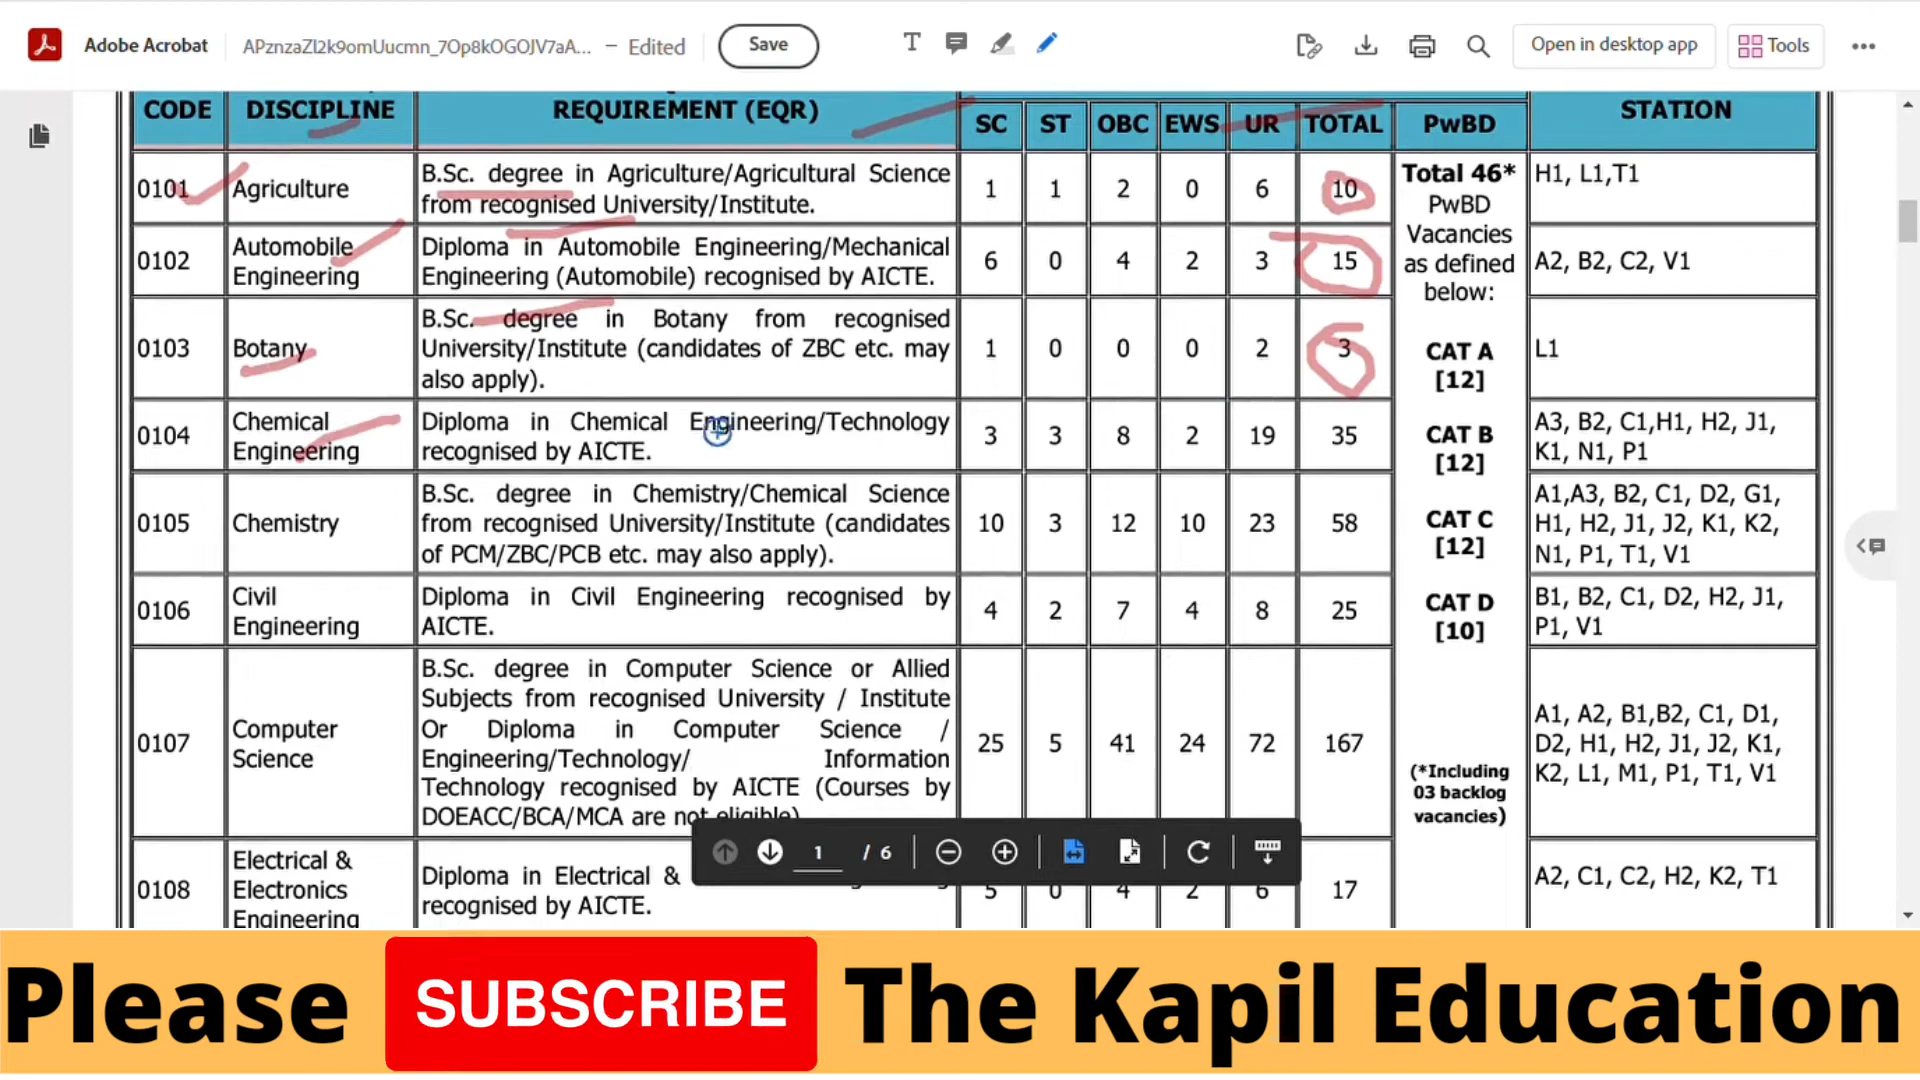 Adobe Acrobat APznzaZl2k9omUucmn_7Op8kOGOJV7aA... – Edited Save Open in desktop app Tools
CODE DISCIPLINE REQUIREMENT (EQR) SC ST OBC EWS UR TOTAL PwBD STATION
0101 Agriculture
B.Sc. degree in Agriculture/Agricultural Science
from recognised University/Institute.
1 1 2 0 6 10
H1, L1,T1
0102
Automobile
Engineering
Diploma in Automobile Engineering/Mechanical
Engineering (Automobile) recognised by AICTE.
6 0 4 2 3 15
A2, B2, C2, V1
0103 Botany
B.Sc. degree in Botany from recognised
University/Institute (candidates of ZBC etc. may
also apply).
1 0 0 0 2 3
L1
0104
Chemical
Engineering
Diploma in Chemical Engineering/Technology
recognised by AICTE.
3 3 8 2 19 35
A3, B2, C1,H1, H2, J1,
K1, N1, P1
0105 Chemistry
B.Sc. degree in Chemistry/Chemical Science
from recognised University/Institute (candidates
of PCM/ZBC/PCB etc. may also apply).
10 3 12 10 23 58
A1,A3, B2, C1, D2, G1,
H1, H2, J1, J2, K1, K2,
N1, P1, T1, V1
0106
Civil
Engineering
Diploma in Civil Engineering recognised by
AICTE.
4 2 7 4 8 25
B1, B2, C1, D2, H2, J1,
P1, V1
0107
Computer
Science
B.Sc. degree in Computer Science or Allied
Subjects from recognised University / Institute
Or Diploma in Computer Science /
Engineering/Technology/ Information
Technology recognised by AICTE (Courses by
DOEACC/BCA/MCA are not eligible)
25 5 41 24 72 167
A1, A2, B1,B2, C1, D1,
D2, H1, H2, J1, J2, K1,
K2, L1, M1, P1, T1, V1
0108
Electrical &
Electronics
Engineering
Diploma in Electrical &
recognised by AICTE.
5 0 4 2 6 17
A2, C1, C2, H2, K2, T1
Total 46*
PwBD
Vacancies
as defined
below:
CAT A
[12]
CAT B
[12]
CAT C
[12]
CAT D
[10]
(*Including
03 backlog
vacancies)
1 / 6
Please SUBSCRIBE The Kapil Education